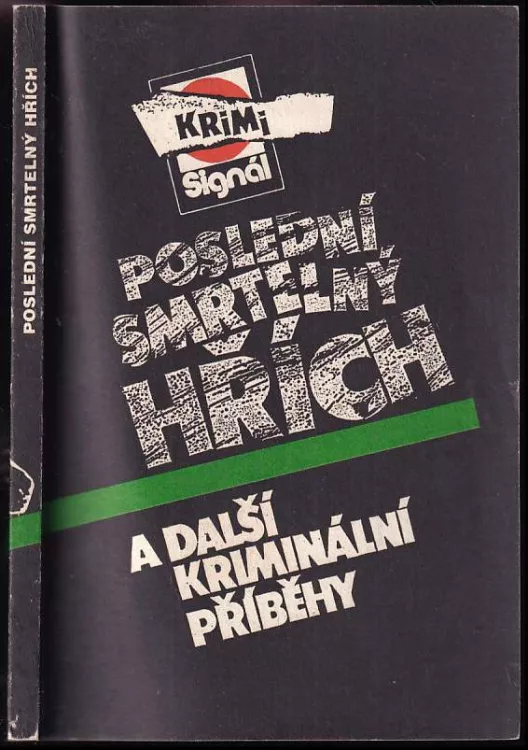 POSLEDNÍ SMRTELNÝ HŘÍCH
KRiMi
Signál
POSLEDNÍ
SMRTELNÝ
HŘÍCH
A DALŠÍ
KRIMINÁLNÍ
PŘÍBĚHY